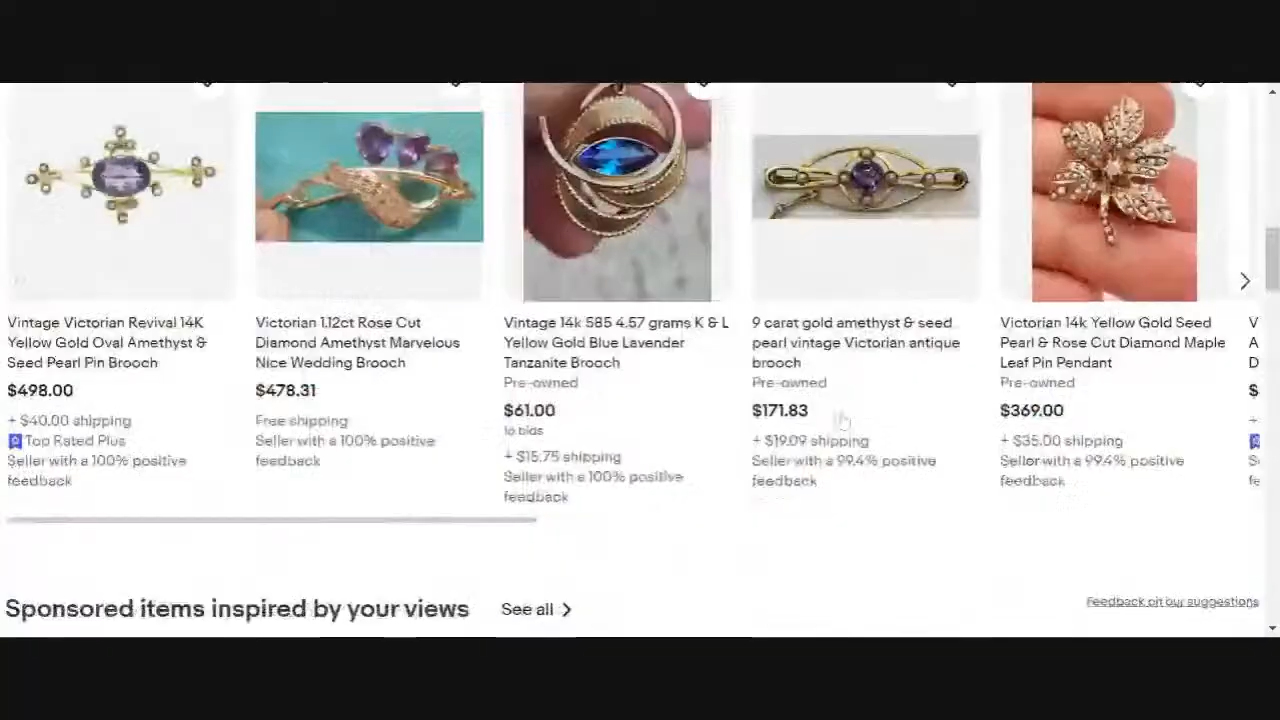 Vintage Victorian Revival 14K
Yellow Gold Oval Amethyst &
Seed Pearl Pin Brooch
$498.00
+ $40.00 shipping
Top Rated Plus
Seller with a 100% positive
feedback
Victorian 1.12ct Rose Cut
Diamond Amethyst Marvelous
Nice Wedding Brooch
$478.31
Free shipping
Seller with a 100% positive
feedback
Vintage 14k 585 4.57 grams K & L
Yellow Gold Blue Lavender
Tanzanite Brooch
Pre-owned
$61.00
16 bids
+ $15.75 shipping
Seller with a 100% positive
feedback
9 carat gold amethyst & seed
pearl vintage Victorian antique
brooch
Pre-owned
$171.83
+ $19.09 shipping
Seller with a 99.4% positive
feedback
Victorian 14k Yellow Gold Seed
Pearl & Rose Cut Diamond Maple
Leaf Pin Pendant
Pre-owned
$369.00
+ $35.00 shipping
Seller with a 99.4% positive
feedback
V
A
D
$
+
S
fe
Sponsored items inspired by your views
See all
Feedback on our suggestions